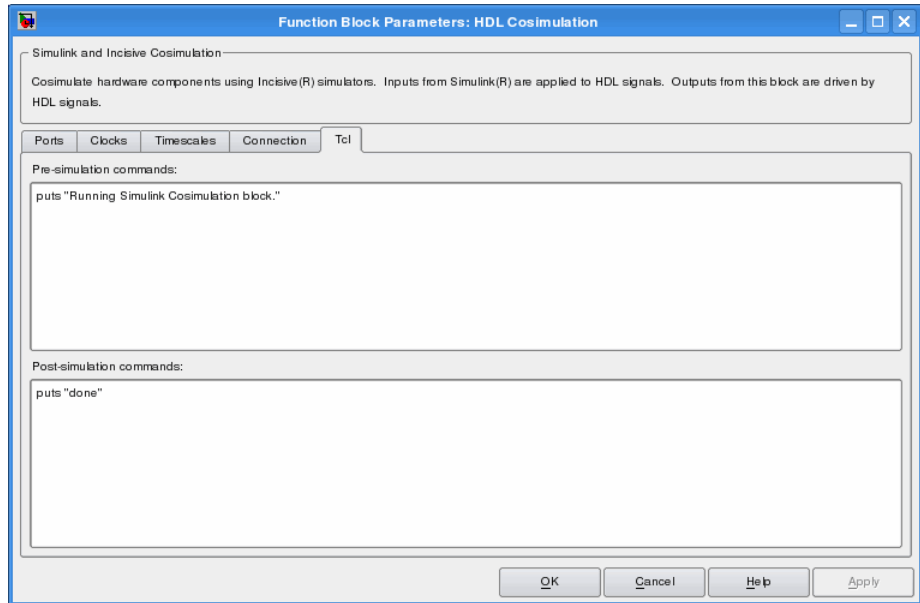 Function Block Parameters: HDL Cosimulation
Simulink and Incisive Cosimulation
Cosimulate hardware components using Incisive(R) simulators. Inputs from Simulink(R) are applied to HDL signals. Outputs from this block are driven by
HDL signals.
Ports Clocks Timescales Connection Tcl
Pre-simulation commands:
puts "Running Simulink Cosimulation block."
Post-simulation commands:
puts "done"
OK Cancel Help Apply